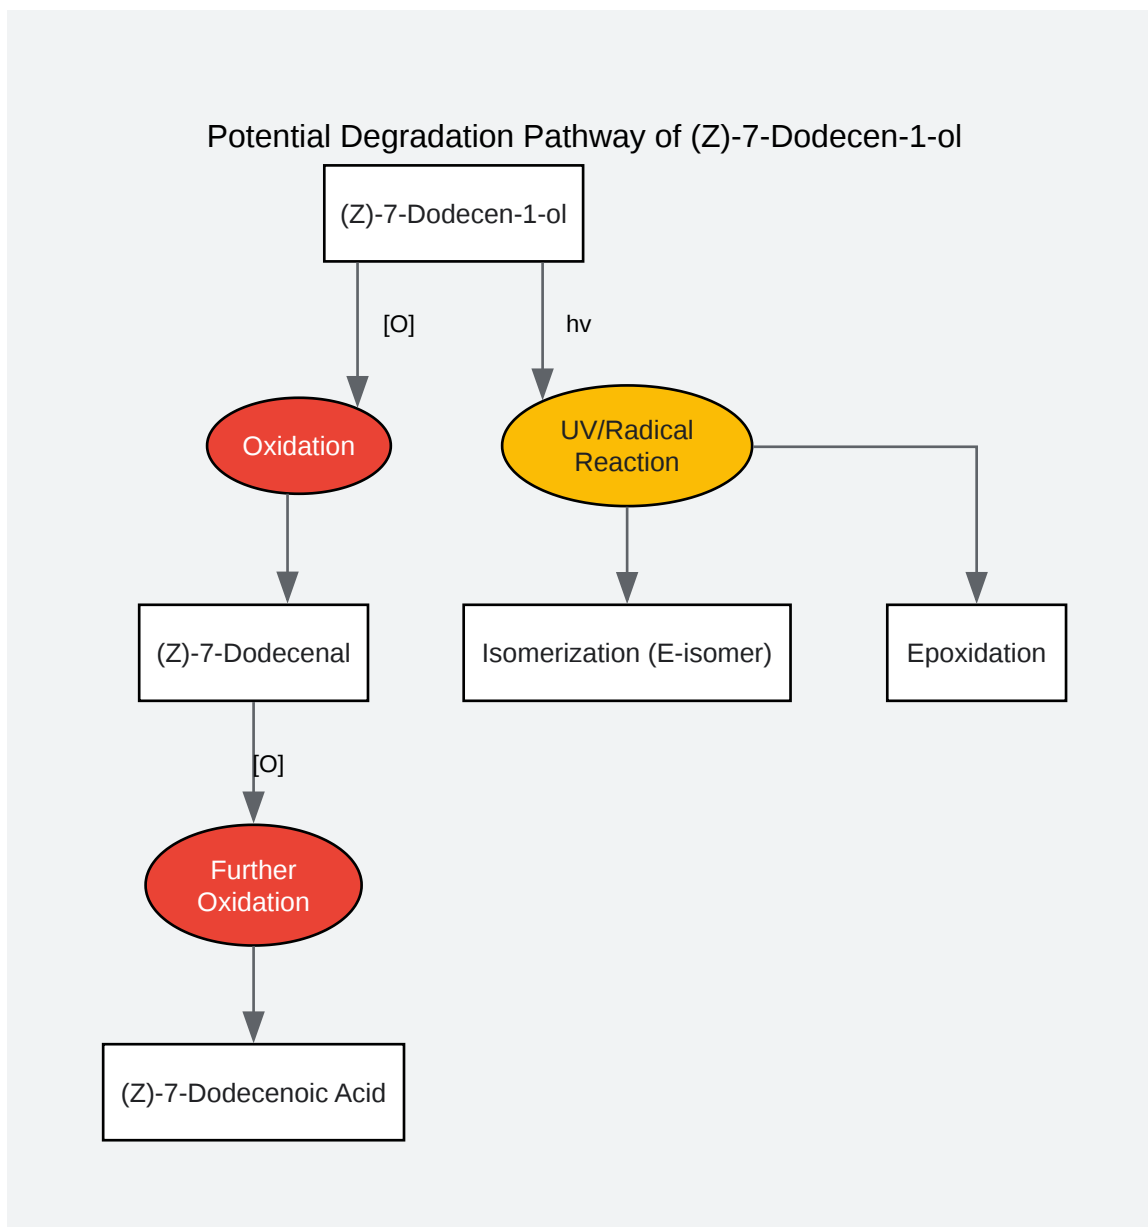 Potential Degradation Pathway of (Z)-7-Dodecen-1-ol
(Z)-7-Dodecen-1-ol
[O]
hv
Oxidation
UV/Radical
Reaction
(Z)-7-Dodecenal
Isomerization (E-isomer)
Epoxidation
[O]
Further
Oxidation
(Z)-7-Dodecenoic Acid